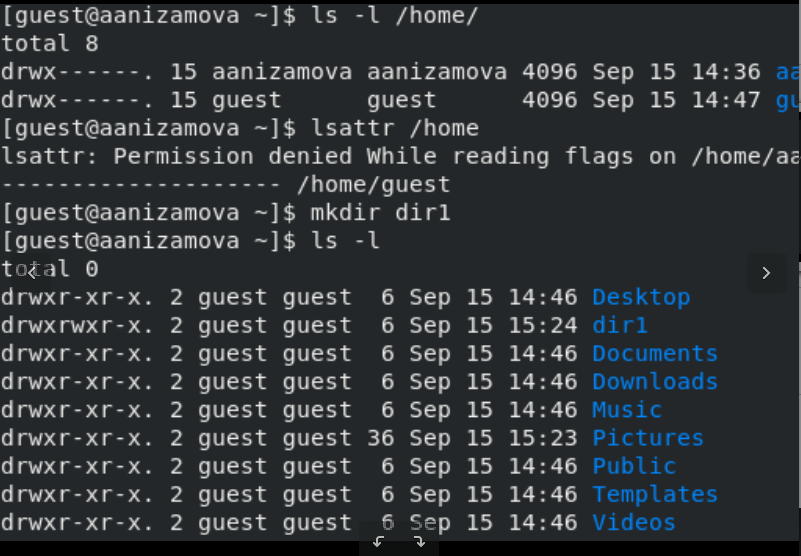 [guest@aanizamova ~]$ ls -l /home/
total 8
drwx------. 15 aanizamova aanizamova 4096 Sep 15 14:36 aa
drwx------. 15 guest      guest      4096 Sep 15 14:47 gu
[guest@aanizamova ~]$ lsattr /home
lsattr: Permission denied While reading flags on /home/aa
-------------------- /home/guest
[guest@aanizamova ~]$ mkdir dir1
[guest@aanizamova ~]$ ls -l
total 0
drwxr-xr-x. 2 guest guest  6 Sep 15 14:46 Desktop
drwxrwxr-x. 2 guest guest  6 Sep 15 15:24 dir1
drwxr-xr-x. 2 guest guest  6 Sep 15 14:46 Documents
drwxr-xr-x. 2 guest guest  6 Sep 15 14:46 Downloads
drwxr-xr-x. 2 guest guest  6 Sep 15 14:46 Music
drwxr-xr-x. 2 guest guest 36 Sep 15 15:23 Pictures
drwxr-xr-x. 2 guest guest  6 Sep 15 14:46 Public
drwxr-xr-x. 2 guest guest  6 Sep 15 14:46 Templates
drwxr-xr-x. 2 guest guest  6 Sep 15 14:46 Videos